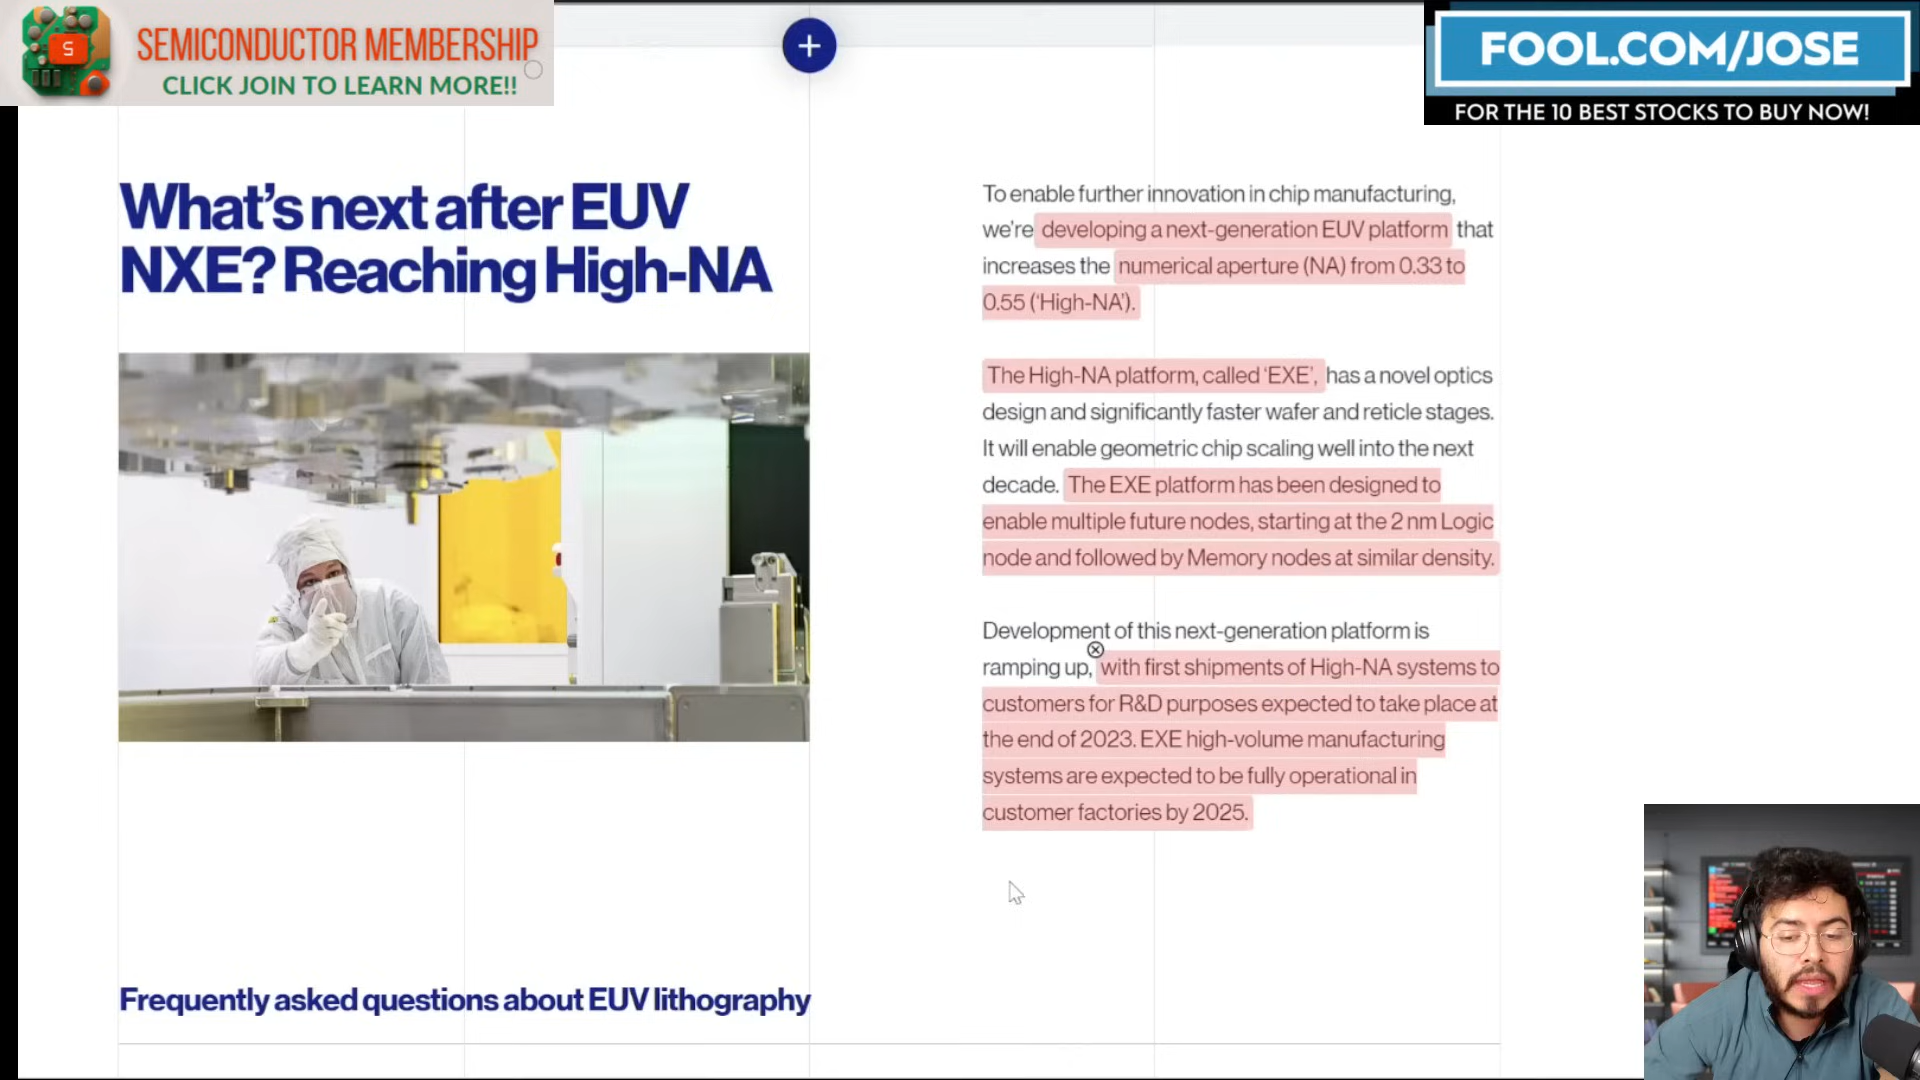 S
SEMICONDUCTOR MEMBERSHIP
CLICK JOIN TO LEARN MORE!!
FOOL.COM/JOSE
FOR THE 10 BEST STOCKS TO BUY NOW!
What's next after EUV
NXE? Reaching High-NA
To enable further innovation in chip manufacturing,
we're developing a next-generation EUV platform that
increases the numerical aperture (NA) from 0.33 to
0.55 ('High-NA').
The High-NA platform, called 'EXE', has a novel optics
design and significantly faster wafer and reticle stages.
It will enable geometric chip scaling well into the next
decade. The EXE platform has been designed to
enable multiple future nodes, starting at the 2 nm Logic
node and followed by Memory nodes at similar density.
Development of this next-generation platform is
ramping up, with first shipments of High-NA systems to
customers for R&D purposes expected to take place at
the end of 2023. EXE high-volume manufacturing
systems are expected to be fully operational in
customer factories by 2025.
Frequently asked questions about EUV lithography